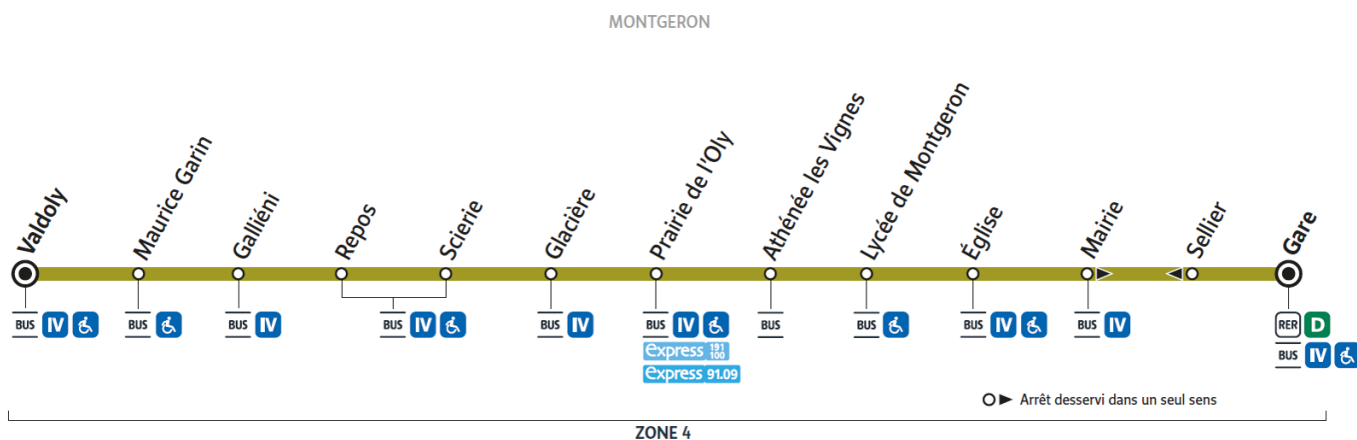 MONTGERON
Valdoly
Maurice Garin
Galliéni
Repos
Scierie
Glacière
Prairie de l'Oly
Athénée les Vignes
Lycée de Montgeron
Église
Mairie
Sellier
Gare
BUS IV
BUS
BUS IV
BUS IV
BUS IV
BUS IV
express 191 100
express 91.09
BUS
BUS
BUS IV
BUS IV
RER D
BUS IV
Arrêt desservi dans un seul sens
ZONE 4